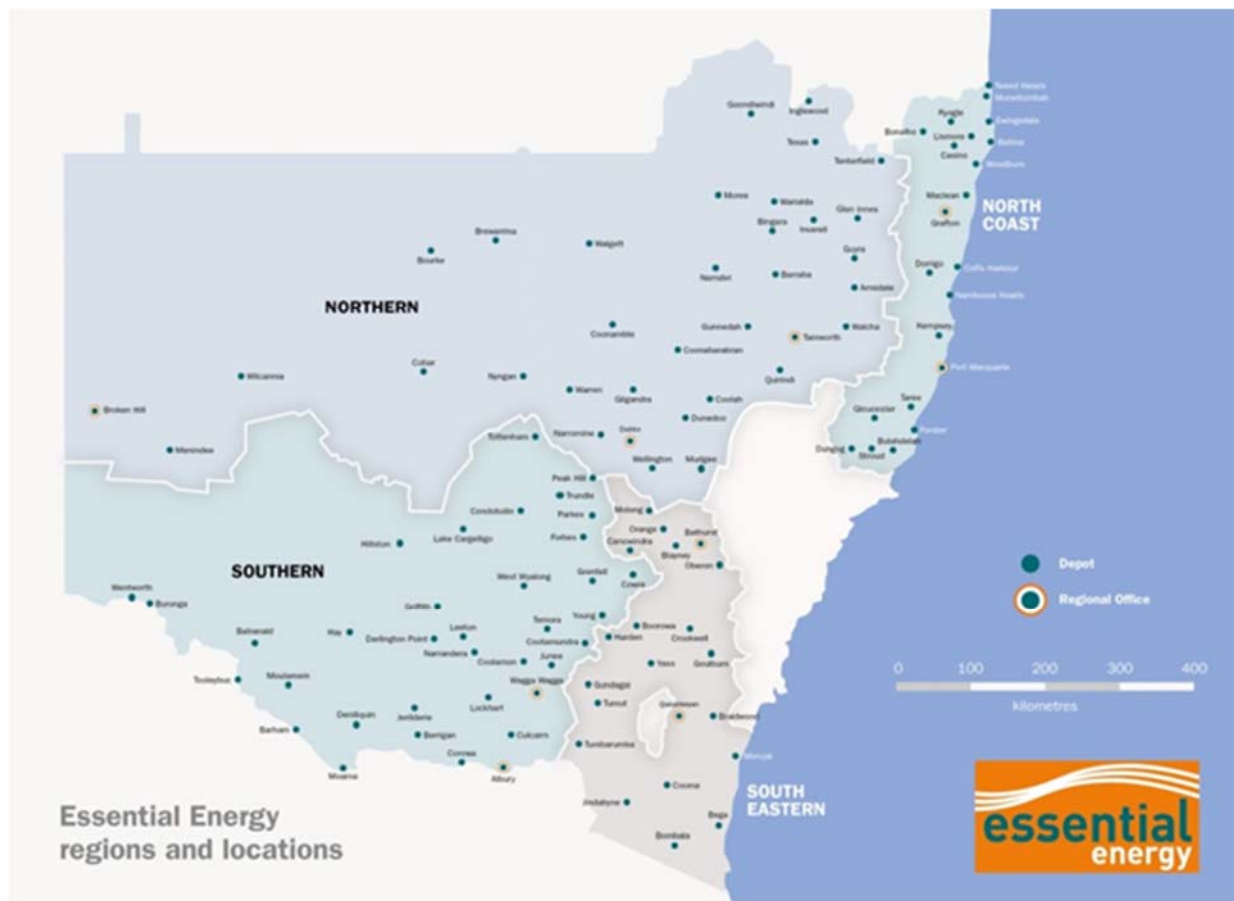 Goondiwindi
Inglewood
Texas
Tenterfield
Tweed Heads
Murwillumbah
Kyogle
Ewingsdale
Bonalbo
Lismore
Ballina
Casino
Woodburn
Moree
Warialda
Glen Innes
Bingara
Inverell
Maclean
Grafton
NORTH
COAST
Brewarrina
Bourke
Walgett
Guyra
Narrabri
Barraba
Armidale
Dorrigo
Coffs Harbour
Nambucca Heads
NORTHERN
Coonamble
Gunnedah
Tamworth
Walcha
Kempsey
Coonabarabran
Cobar
Nyngan
Quirindi
Port Macquarie
Wilcannia
Warren
Gilgandra
Coolah
Dunedoo
Broken Hill
Menindee
Tottenham
Narromine
Dubbo
Wellington
Mudgee
Gloucester
Taree
Forster
Dungog
Stroud
Bulahdelah
Peak Hill
Trundle
Condobolin
Parkes
Lake Cargelligo
Forbes
Hillston
Molong
Orange
Bathurst
Canowindra
Blayney
Oberon
SOUTHERN
West Wyalong
Grenfell
Cowra
Wentworth
Buronga
Griffith
Balranald
Hay
Darlington Point
Leeton
Temora
Young
Cootamundra
Narrandera
Coolamon
Junee
Harden
Boorowa
Crookwell
Yass
Goulburn
Tooleybuc
Moulamein
Wagga Wagga
Gundagai
Tumut
Queanbeyan
Braidwood
Lockhart
Jerilderie
Deniliquin
Barham
Berrigan
Culcairn
Tumbarumba
Moama
Corowa
Albury
Moruya
Cooma
Jindabyne
Bega
Bombala
SOUTH
EASTERN
Depot
Regional Office
0 100 200 300 400
kilometres
Essential Energy
regions and locations
essential
energy